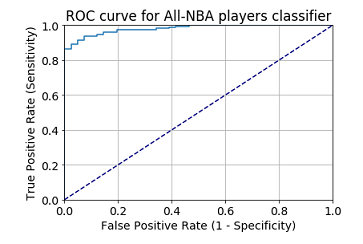 ROC curve for All-NBA players classifier
1.0
0.8
0.6
0.4
0.2
0.0
True Positive Rate (Sensitivity)
0.0 0.2 0.4 0.6 0.8 1.0
False Positive Rate (1 - Specificity)